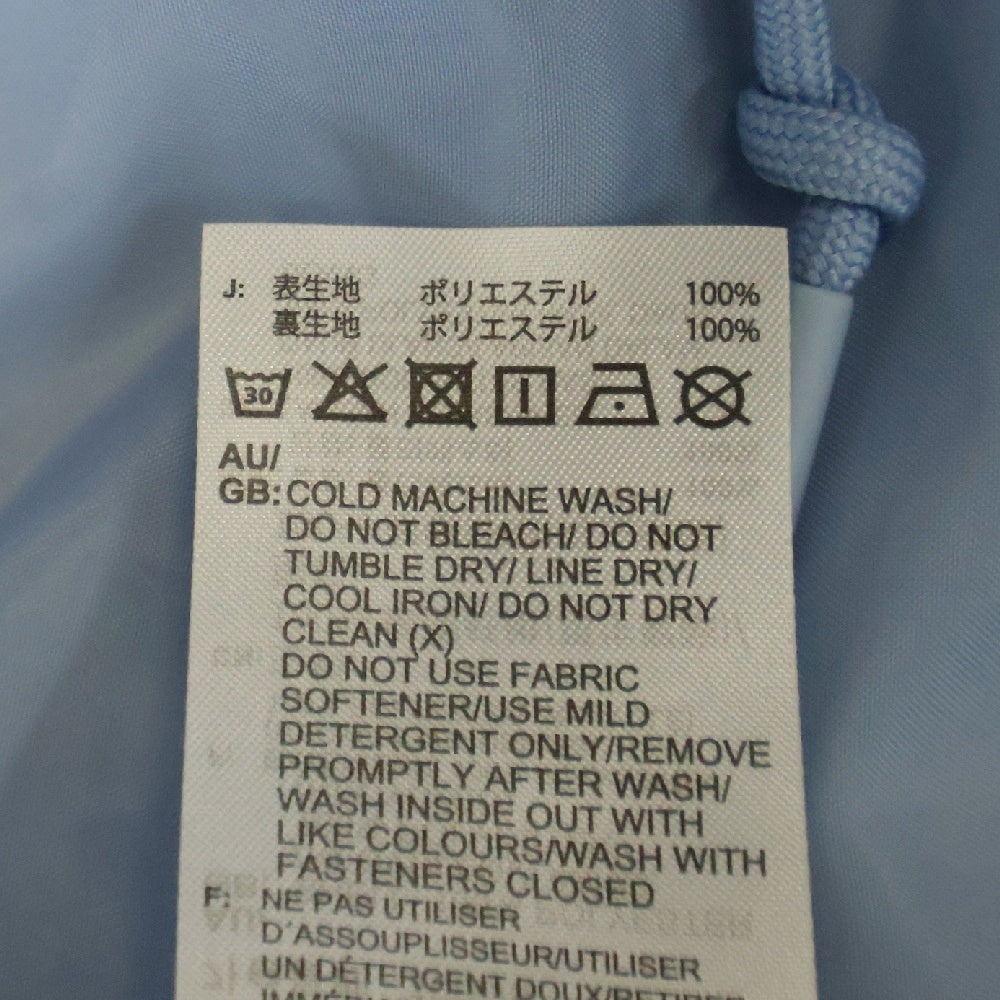 J: 表生地 ポリエステル 100%
裏生地 ポリエステル 100%
30
AU/
GB: COLD MACHINE WASH/
DO NOT BLEACH/ DO NOT
TUMBLE DRY/ LINE DRY/
COOL IRON/ DO NOT DRY
CLEAN (X)
DO NOT USE FABRIC
SOFTENER/USE MILD
DETERGENT ONLY/REMOVE
PROMPTLY AFTER WASH/
WASH INSIDE OUT WITH
LIKE COLOURS/WASH WITH
FASTENERS CLOSED
F: NE PAS UTILISER
D'ASSOUPLISSEUR/UTILISER
UN DÉTERGENT DOUX/RETIRER